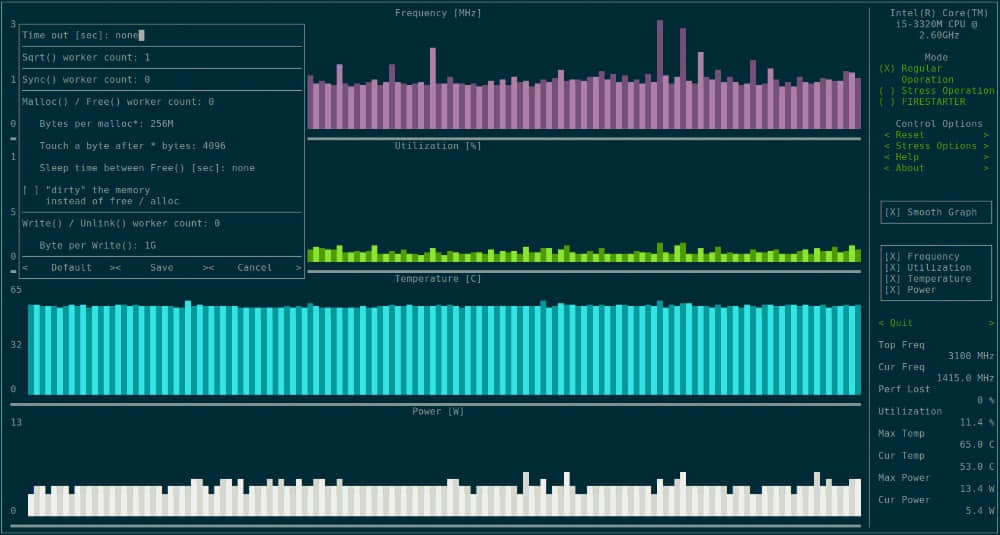 Frequency [MHz]
3
1
0
Time out [sec]: none
Sqrt() worker count: 1
Sync() worker count: 0
Malloc() / Free() worker count: 0
Bytes per malloc*: 256M
Touch a byte after * bytes: 4096
Sleep time between Free() [sec]: none
[ ] "dirty" the memory
instead of free / alloc
Write() / Unlink() worker count: 0
Byte per Write(): 1G
<    Default   ><     Save     ><    Cancel    >
Utilization [%]
1
5
0
Temperature [C]
65
32
0
Power [W]
13
0
Intel(R) Core(TM)
i5-3320M CPU @
2.60GHz
Mode
(X) Regular
Operation
( ) Stress Operation
( ) FIRESTARTER
Control Options
< Reset          >
< Stress Options >
< Help           >
< About          >
[X] Smooth Graph
[X] Frequency
[X] Utilization
[X] Temperature
[X] Power
< Quit            >
Top Freq
3100 MHz
Cur Freq
1415.0 MHz
Perf Lost
0 %
Utilization
11.4 %
Max Temp
65.0 C
Cur Temp
53.0 C
Max Power
13.4 W
Cur Power
5.4 W